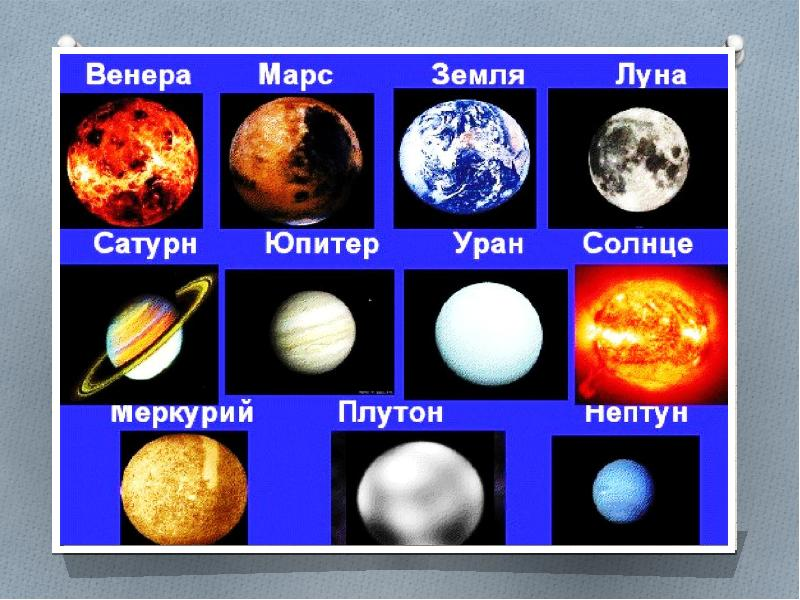 Венера Марс Земля Луна
Сатурн Юпитер Уран Солнце
Меркурий Плутон Нептун